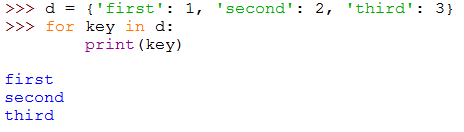 >>> d = {'first': 1, 'second': 2, 'third': 3}
>>> for key in d:
        print(key)

first
second
third